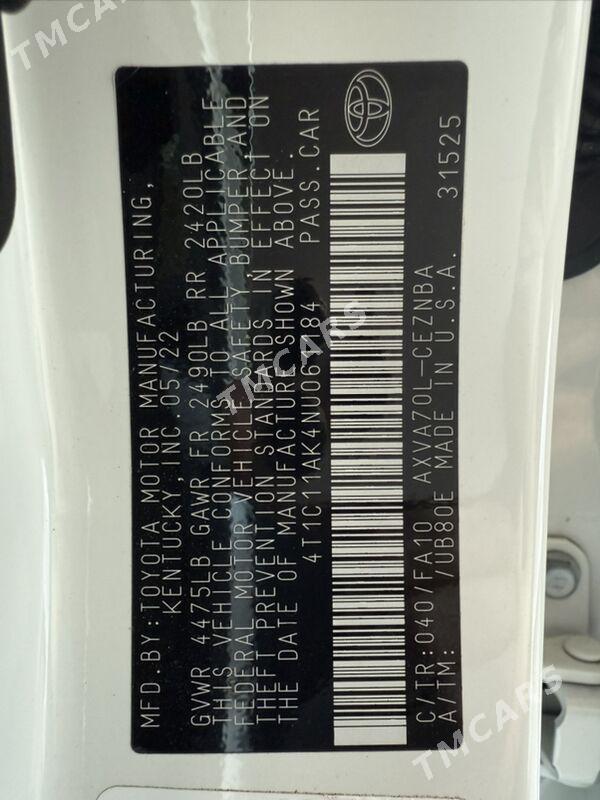 MFD.BY:TOYOTA MOTOR MANUFACTURING,
KENTUCKY, INC. 05/22
GVWR 4475LB GAWR FR 2490LB RR 2420LB
THIS VEHICLE CONFORMS TO ALL APPLICABLE
FEDERAL MOTOR VEHICLE SAFETY, BUMPER, AND
THEFT PREVENTION STANDARDS IN EFFECT ON
THE DATE OF MANUFACTURE SHOWN ABOVE.
PASS.CAR
C/TR:040/FA10 AXVA70L-CEZNBA
A/TM: /UB80E MADE IN U.S.A. 31525
TMCARS
TMCARS
TMCARS